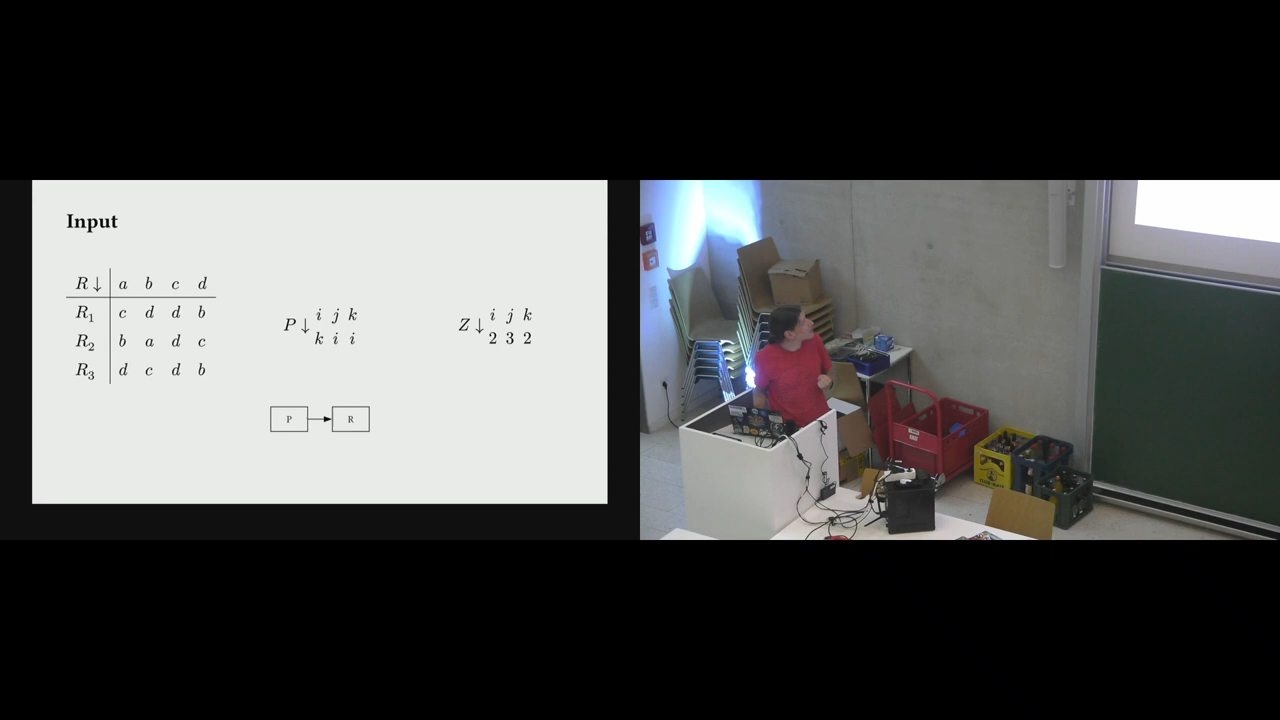 Input
R ↓ a b c d
R₁ c d d b
R₂ b a d c
R₃ d c d b
P ↓ i j k
k i i
Z ↓ i j k
2 3 2
P → R